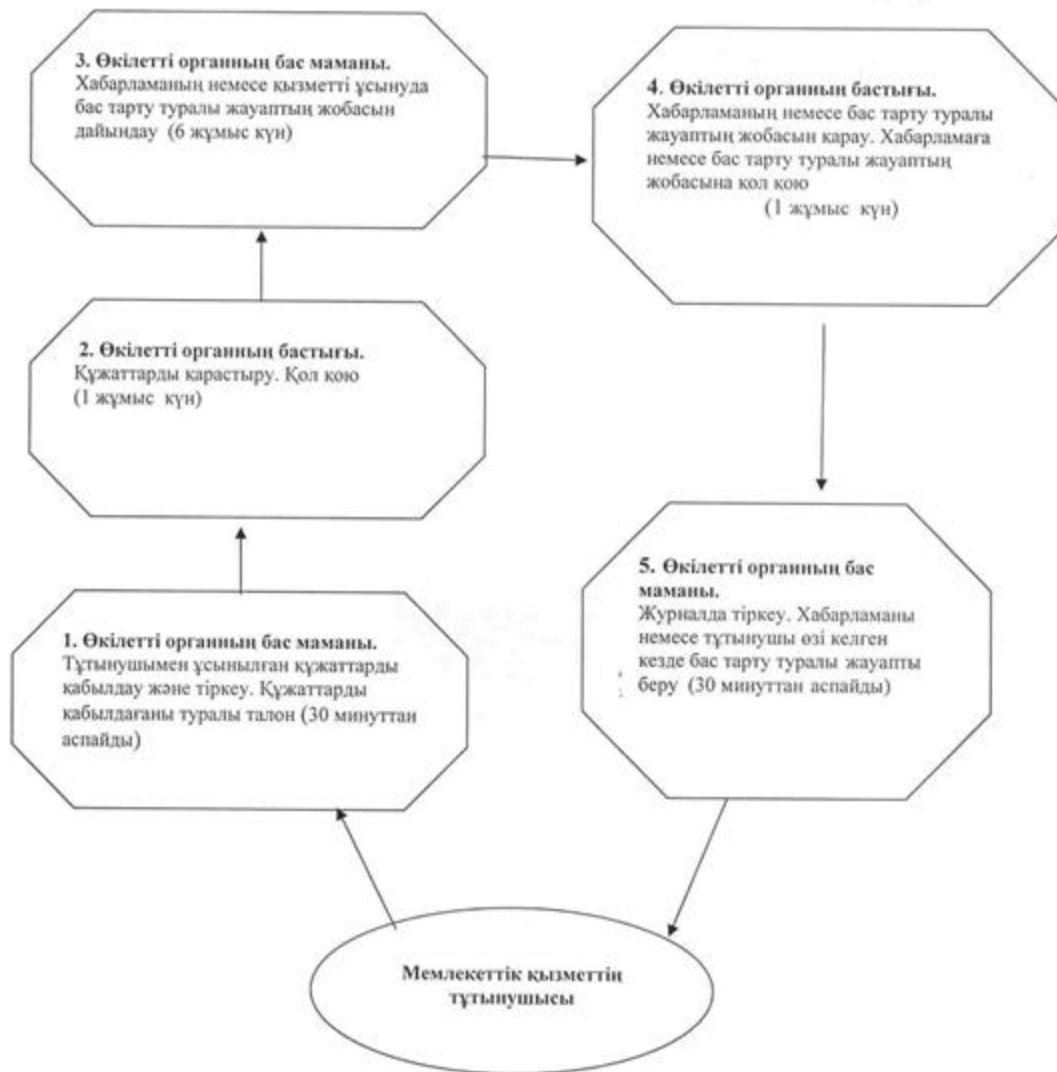 3. Өкілетті органның бас маманы.
Хабарламаның немесе қызметті ұсынуда
бас тарту туралы жауаптың жобасын
дайындау (6 жұмыс күн)
4. Өкілетті органның бастығы.
Хабарламаның немесе бас тарту туралы
жауаптың жобасын қарау. Хабарламаға
немесе бас тарту туралы жауаптың
жобасына қол қою
(1 жұмыс күн)
2. Өкілетті органның бастығы.
Құжаттарды қарастыру. Қол қою
(1 жұмыс күн)
5. Өкілетті органның бас
маманы.
Журналда тіркеу. Хабарламаны
немесе тұтынушы өзі келген
кезде бас тарту туралы жауапты
беру (30 минуттан аспайды)
1. Өкілетті органның бас маманы.
Тұтынушымен ұсынылған құжаттарды
қабылдау және тіркеу. Құжаттарды
қабылдағаны туралы талон (30 минуттан
аспайды)
Мемлекеттік қызметтің
тұтынушысы